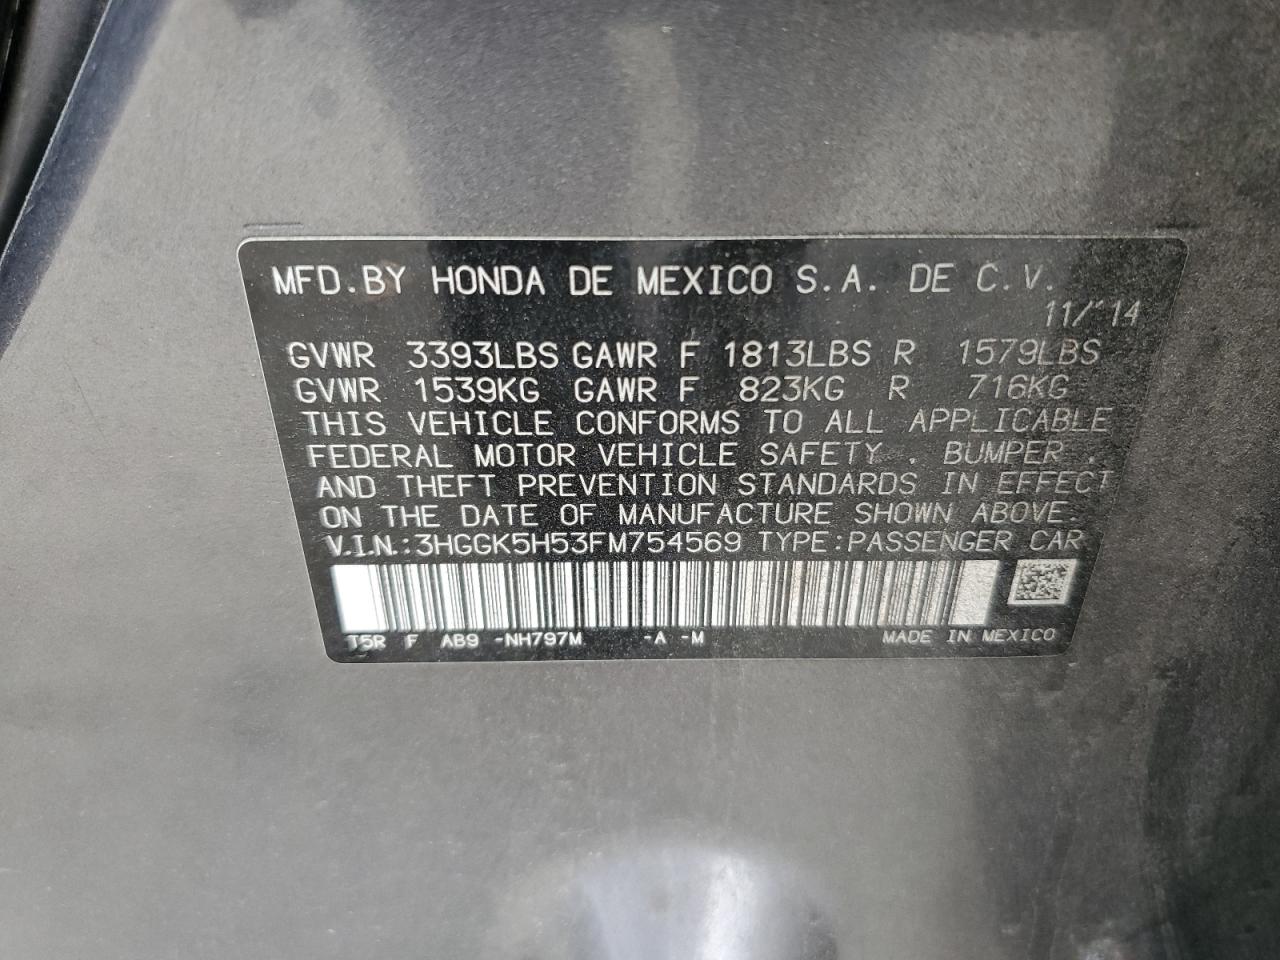 MFD.BY HONDA DE MEXICO S.A. DE C.V.
11/'14
GVWR 3393LBS GAWR F 1813LBS R 1579LBS
GVWR 1539KG GAWR F 823KG R 716KG
THIS VEHICLE CONFORMS TO ALL APPLICABLE
FEDERAL MOTOR VEHICLE SAFETY , BUMPER ,
AND THEFT PREVENTION STANDARDS IN EFFECT
ON THE DATE OF MANUFACTURE SHOWN ABOVE.
V.I.N.:3HGGK5H53FM754569 TYPE:PASSENGER CAR
T5R F AB9 -NH797M -A -M MADE IN MEXICO